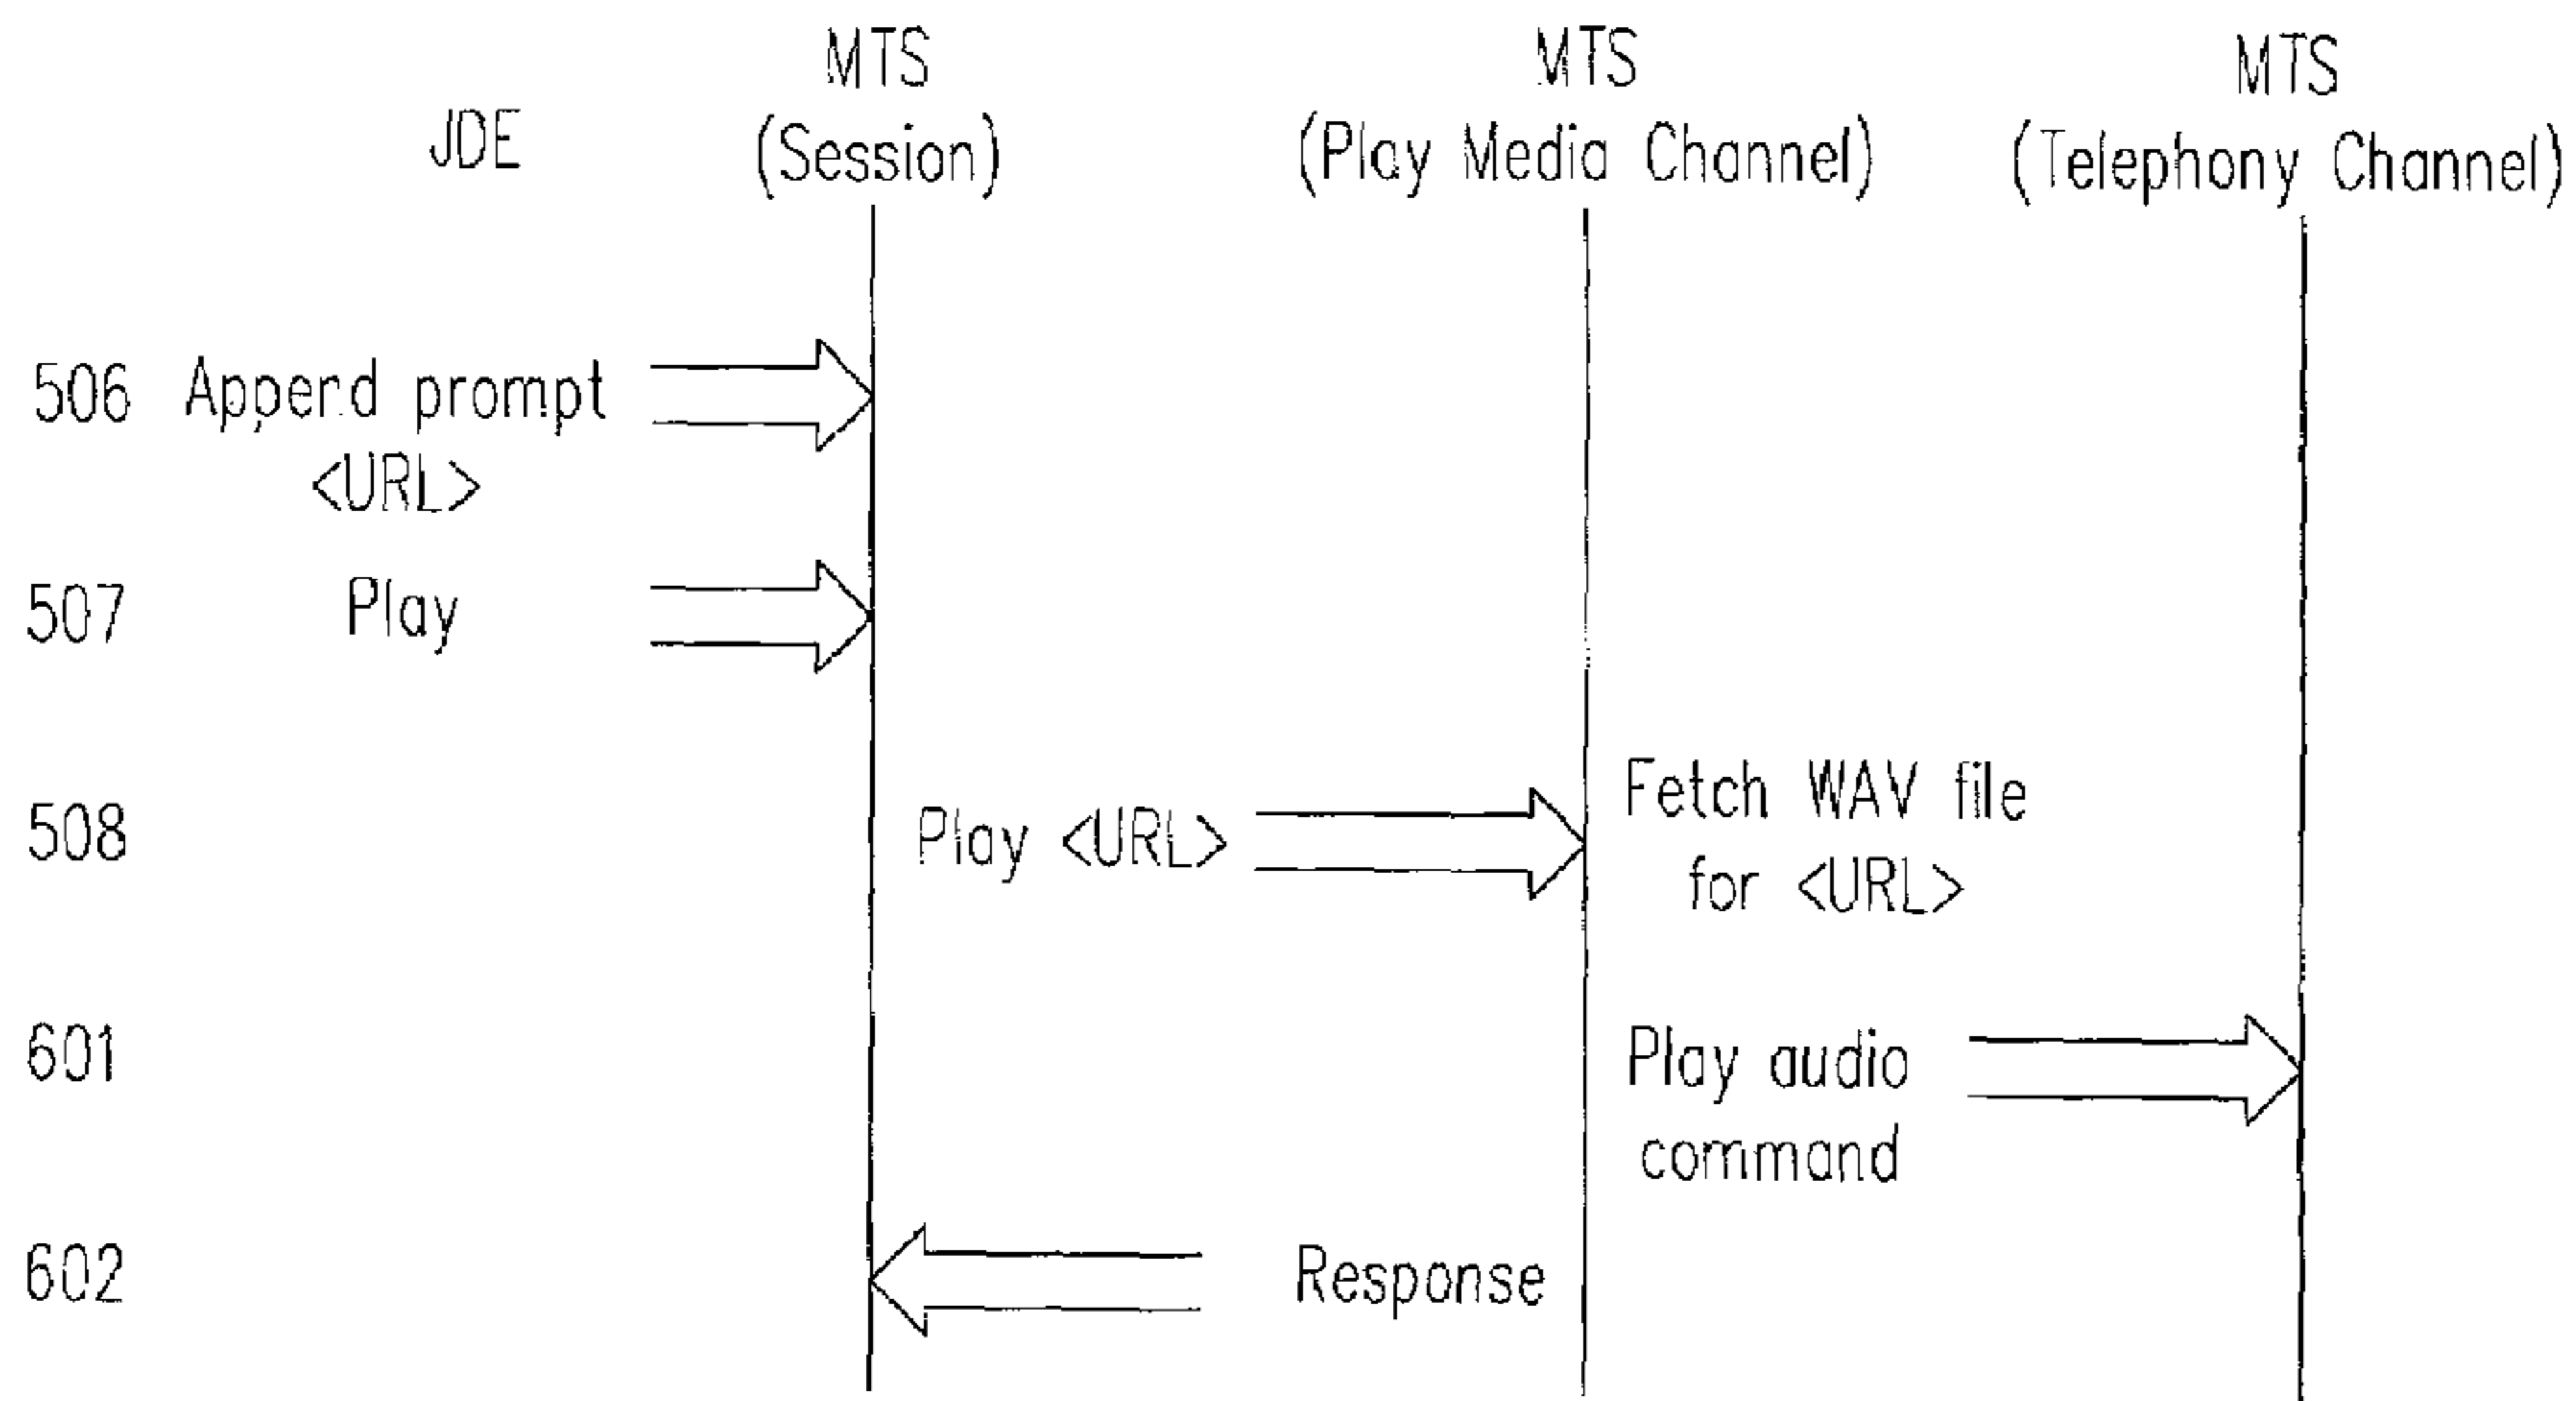 JDE
MTS
(Session)
MTS
(Play Media Channel)
MTS
(Telephony Channel)
506 Append prompt
<URL>
507 Play
508 Play <URL> Fetch WAV file
for <URL>
601 Play audio
command
602 Response